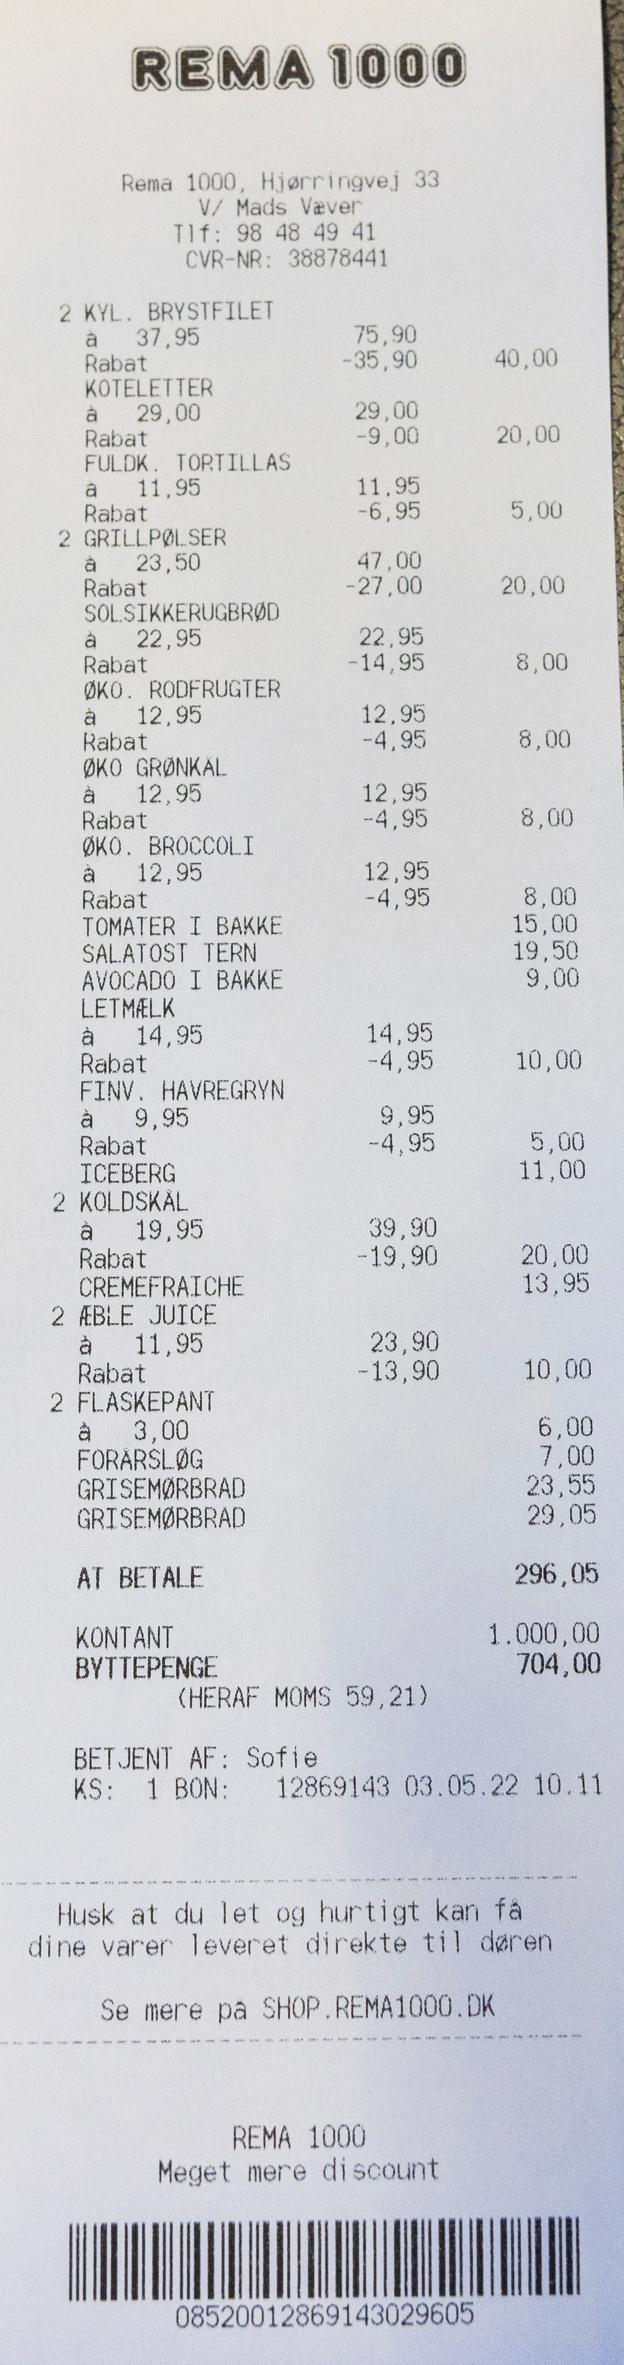 REMA 1000
Rema 1000, Hjørringvej 33
V/ Mads Væver
Tlf: 98 48 49 41
CVR-NR: 38878441
2 KYL. BRYSTFILET
à 37,95 75,90
Rabat -35,90 40,00
KOTELETTER
à 29,00 29,00
Rabat -9,00 20,00
FULDK. TORTILLAS
à 11,95 11,95
Rabat -6,95 5,00
2 GRILLPØLSER
à 23,50 47,00
Rabat -27,00 20,00
SOLSIKKERUGBRØD
à 22,95 22,95
Rabat -14,95 8,00
ØKO. RODFRUGTER
à 12,95 12,95
Rabat -4,95 8,00
ØKO GRØNKÅL
à 12,95 12,95
Rabat -4,95 8,00
ØKO. BROCCOLI
à 12,95 12,95
Rabat -4,95 8,00
TOMATER I BAKKE 15,00
SALATOST TERN 19,50
AVOCADO I BAKKE 9,00
LETMÆLK
à 14,95 14,95
Rabat -4,95 10,00
FINV. HAVREGRYN
à 9,95 9,95
Rabat -4,95 5,00
ICEBERG 11,00
2 KOLDSKÅL
à 19,95 39,90
Rabat -19,90 20,00
CREMEFRAICHE 13,95
2 ÆBLE JUICE
à 11,95 23,90
Rabat -13,90 10,00
2 FLASKEPANT
à 3,00 6,00
FORÅRSLØG 7,00
GRISEMØRBRAD 23,55
GRISEMØRBRAD 29,05
AT BETALE 296,05
KONTANT 1.000,00
BYTTEPENGE 704,00
(HERAF MOMS 59,21)
BETJENT AF: Sofie
KS: 1 BON: 12869143 03.05.22 10.11
Husk at du let og hurtigt kan få
dine varer leveret direkte til døren
Se mere på SHOP.REMA1000.DK
REMA 1000
Meget mere discount
08520012869143029605